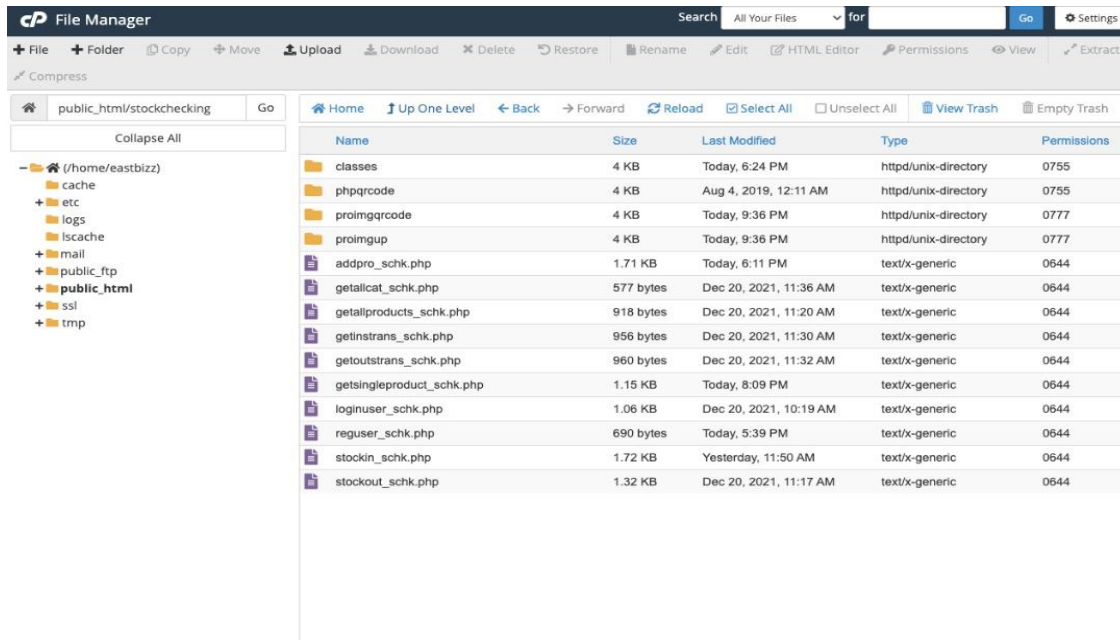 cP File Manager Search All Your Files for Go Settings
+ File + Folder Copy Move Upload Download Delete Restore Rename Edit HTML Editor Permissions View Extract
Compress
public_html/stockchecking Go Home Up One Level Back Forward Reload Select All Unselect All View Trash Empty Trash
Collapse All
(/home/eastbizz)
cache
etc
logs
lscache
mail
public_ftp
public_html
ssl
tmp
Name Size Last Modified Type Permissions
classes 4 KB Today, 6:24 PM httpd/unix-directory 0755
phpqrcode 4 KB Aug 4, 2019, 12:11 AM httpd/unix-directory 0755
proimgqrcode 4 KB Today, 9:36 PM httpd/unix-directory 0777
proimgup 4 KB Today, 9:36 PM httpd/unix-directory 0777
addpro_schk.php 1.71 KB Today, 6:11 PM text/x-generic 0644
getallcat_schk.php 577 bytes Dec 20, 2021, 11:36 AM text/x-generic 0644
getallproducts_schk.php 918 bytes Dec 20, 2021, 11:20 AM text/x-generic 0644
getinstrans_schk.php 956 bytes Dec 20, 2021, 11:30 AM text/x-generic 0644
getoutstrans_schk.php 960 bytes Dec 20, 2021, 11:32 AM text/x-generic 0644
getsingleproduct_schk.php 1.15 KB Today, 8:09 PM text/x-generic 0644
loginuser_schk.php 1.06 KB Dec 20, 2021, 10:19 AM text/x-generic 0644
reguser_schk.php 690 bytes Today, 5:39 PM text/x-generic 0644
stockin_schk.php 1.72 KB Yesterday, 11:50 AM text/x-generic 0644
stockout_schk.php 1.32 KB Dec 20, 2021, 11:17 AM text/x-generic 0644